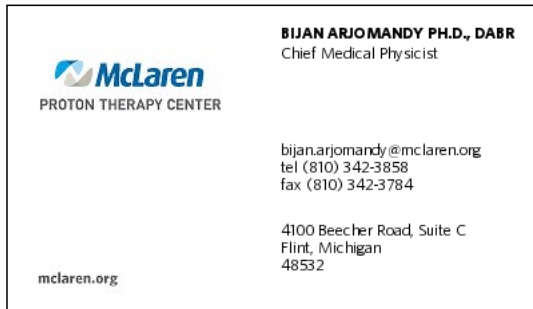 McLaren
PROTON THERAPY CENTER
mclaren.org
BIJAN ARJOMANDY PH.D., DABR
Chief Medical Physicist
bijan.arjomandy@mclaren.org
tel (810) 342-3858
fax (810) 342-3784
4100 Beecher Road, Suite C
Flint, Michigan
48532